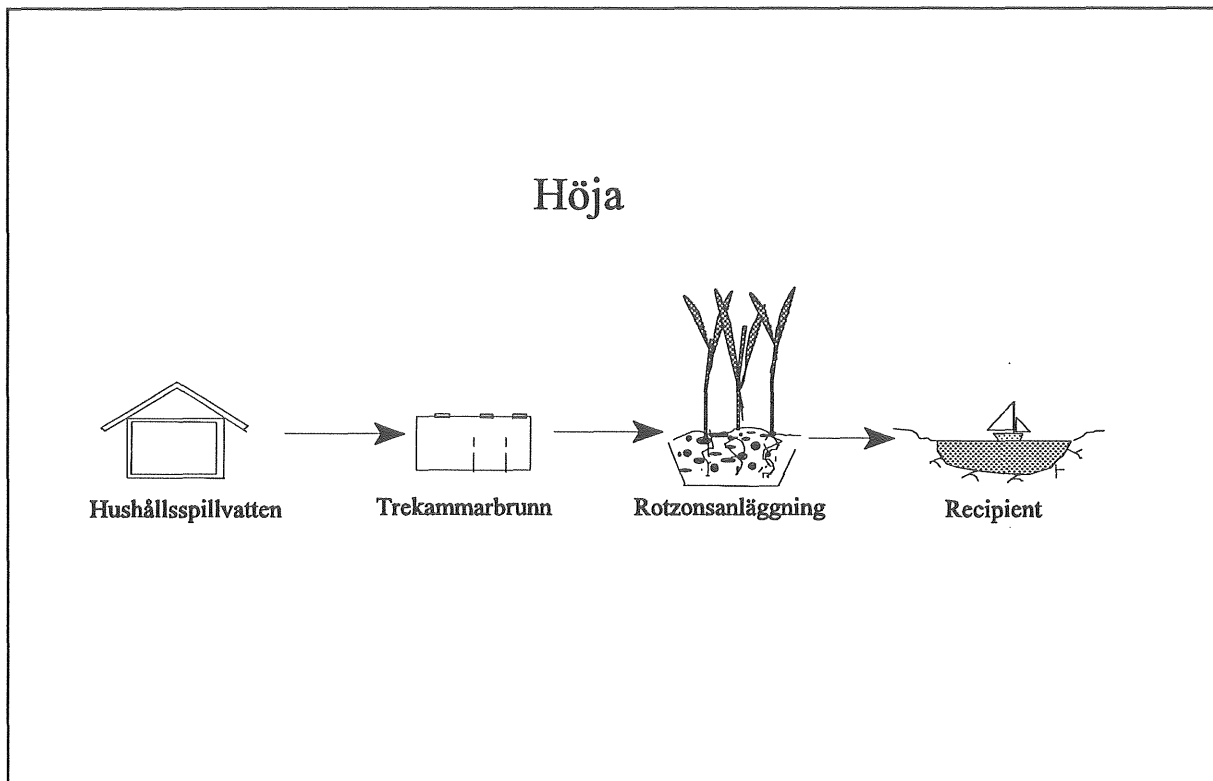 Höja
Hushållsspillvatten
Trekammarbrunn
Rotzonsanläggning
Recipient